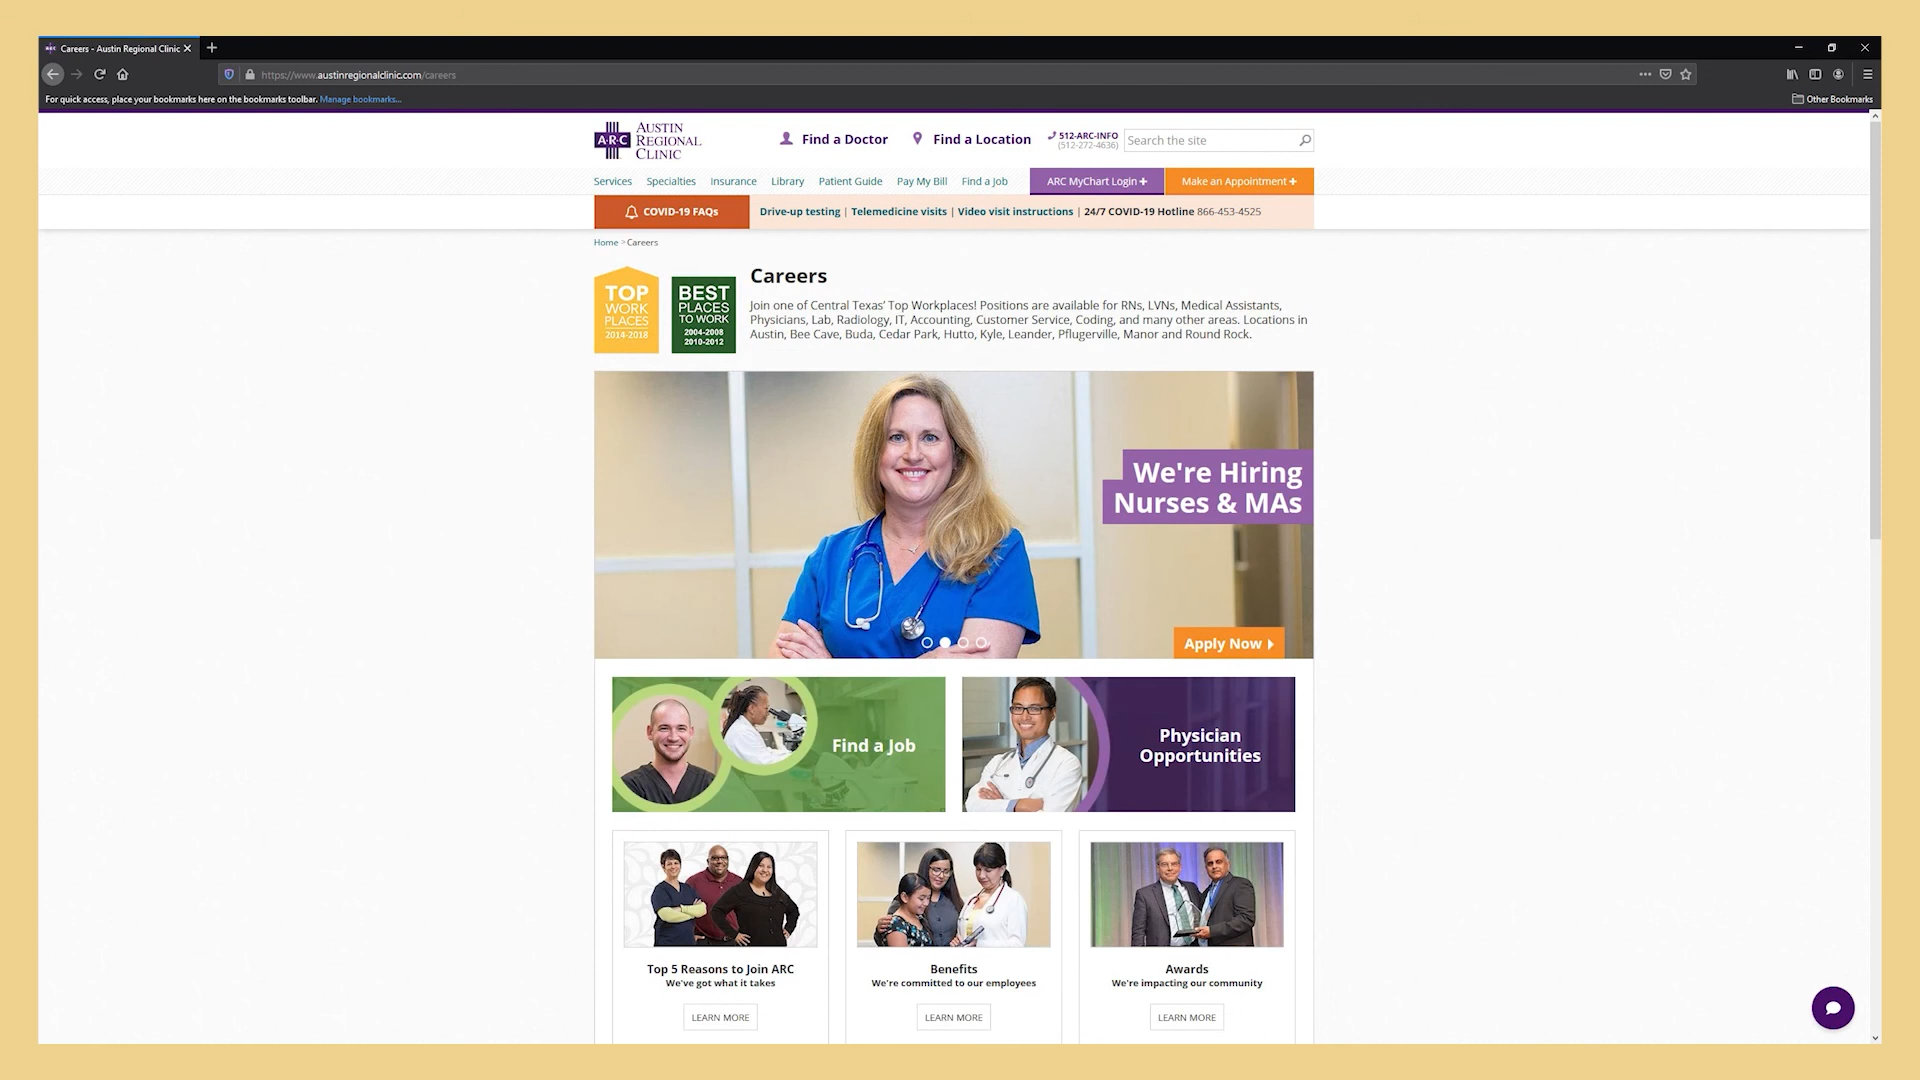 Careers - Austin Regional Clinic
https://www.austinregionalclinic.com/careers
For quick access, place your bookmarks here on the bookmarks toolbar. Manage bookmarks...
Other Bookmarks
A·R·C
AUSTIN
REGIONAL
CLINIC
Find a Doctor
Find a Location
512-ARC-INFO
(512-272-4636)
Search the site
Services
Specialties
Insurance
Library
Patient Guide
Pay My Bill
Find a Job
ARC MyChart Login +
Make an Appointment +
COVID-19 FAQs
Drive-up testing | Telemedicine visits | Video visit instructions | 24/7 COVID-19 Hotline 866-453-4525
Home > Careers
TOP
WORK
PLACES
2014-2018
BEST
PLACES
TO WORK
2004-2008
2010-2012
Careers
Join one of Central Texas' Top Workplaces! Positions are available for RNs, LVNs, Medical Assistants,
Physicians, Lab, Radiology, IT, Accounting, Customer Service, Coding, and many other areas. Locations in
Austin, Bee Cave, Buda, Cedar Park, Hutto, Kyle, Leander, Pflugerville, Manor and Round Rock.
We're Hiring
Nurses & MAs
Apply Now
Find a Job
Physician
Opportunities
Top 5 Reasons to Join ARC
We've got what it takes
LEARN MORE
Benefits
We're committed to our employees
LEARN MORE
Awards
We're impacting our community
LEARN MORE